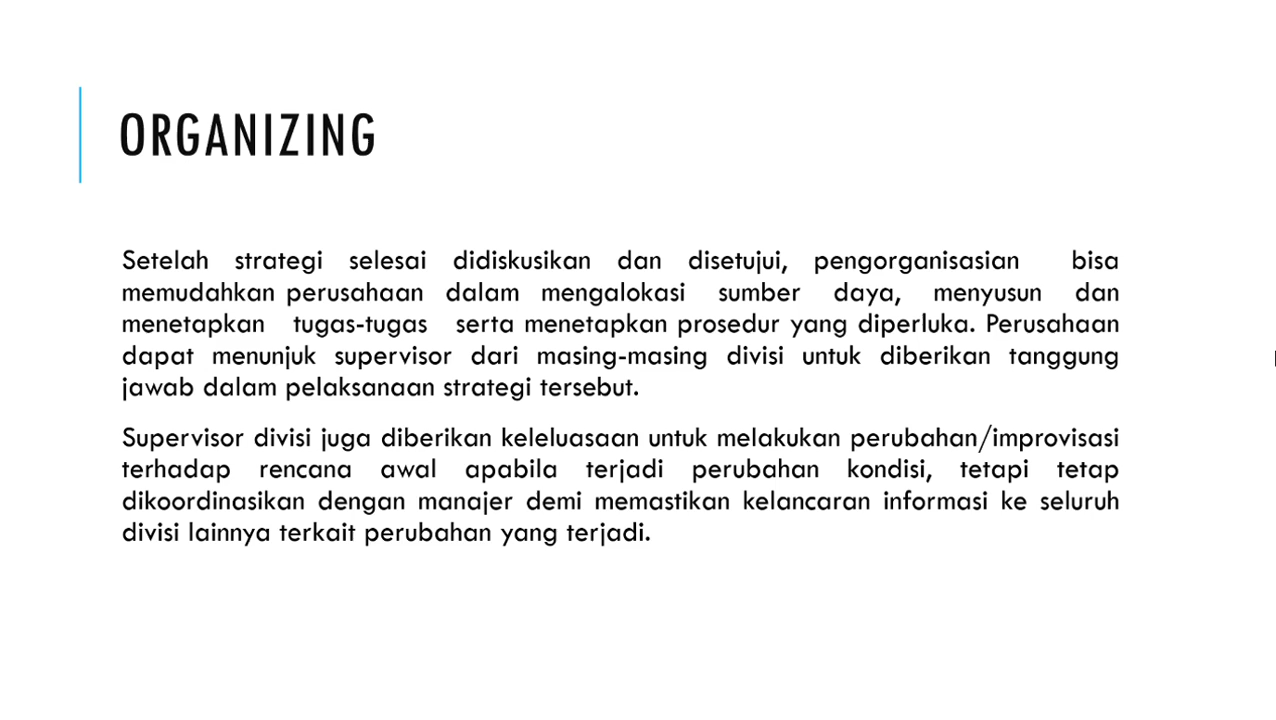 ORGANIZING
Setelah strategi selesai didiskusikan dan disetujui, pengorganisasian bisa
memudahkan perusahaan dalam mengalokasi sumber daya, menyusun dan
menetapkan tugas-tugas serta menetapkan prosedur yang diperluka. Perusahaan
dapat menunjuk supervisor dari masing-masing divisi untuk diberikan tanggung
jawab dalam pelaksanaan strategi tersebut.
Supervisor divisi juga diberikan keleluasaan untuk melakukan perubahan/improvisasi
terhadap rencana awal apabila terjadi perubahan kondisi, tetapi tetap
dikoordinasikan dengan manajer demi memastikan kelancaran informasi ke seluruh
divisi lainnya terkait perubahan yang terjadi.